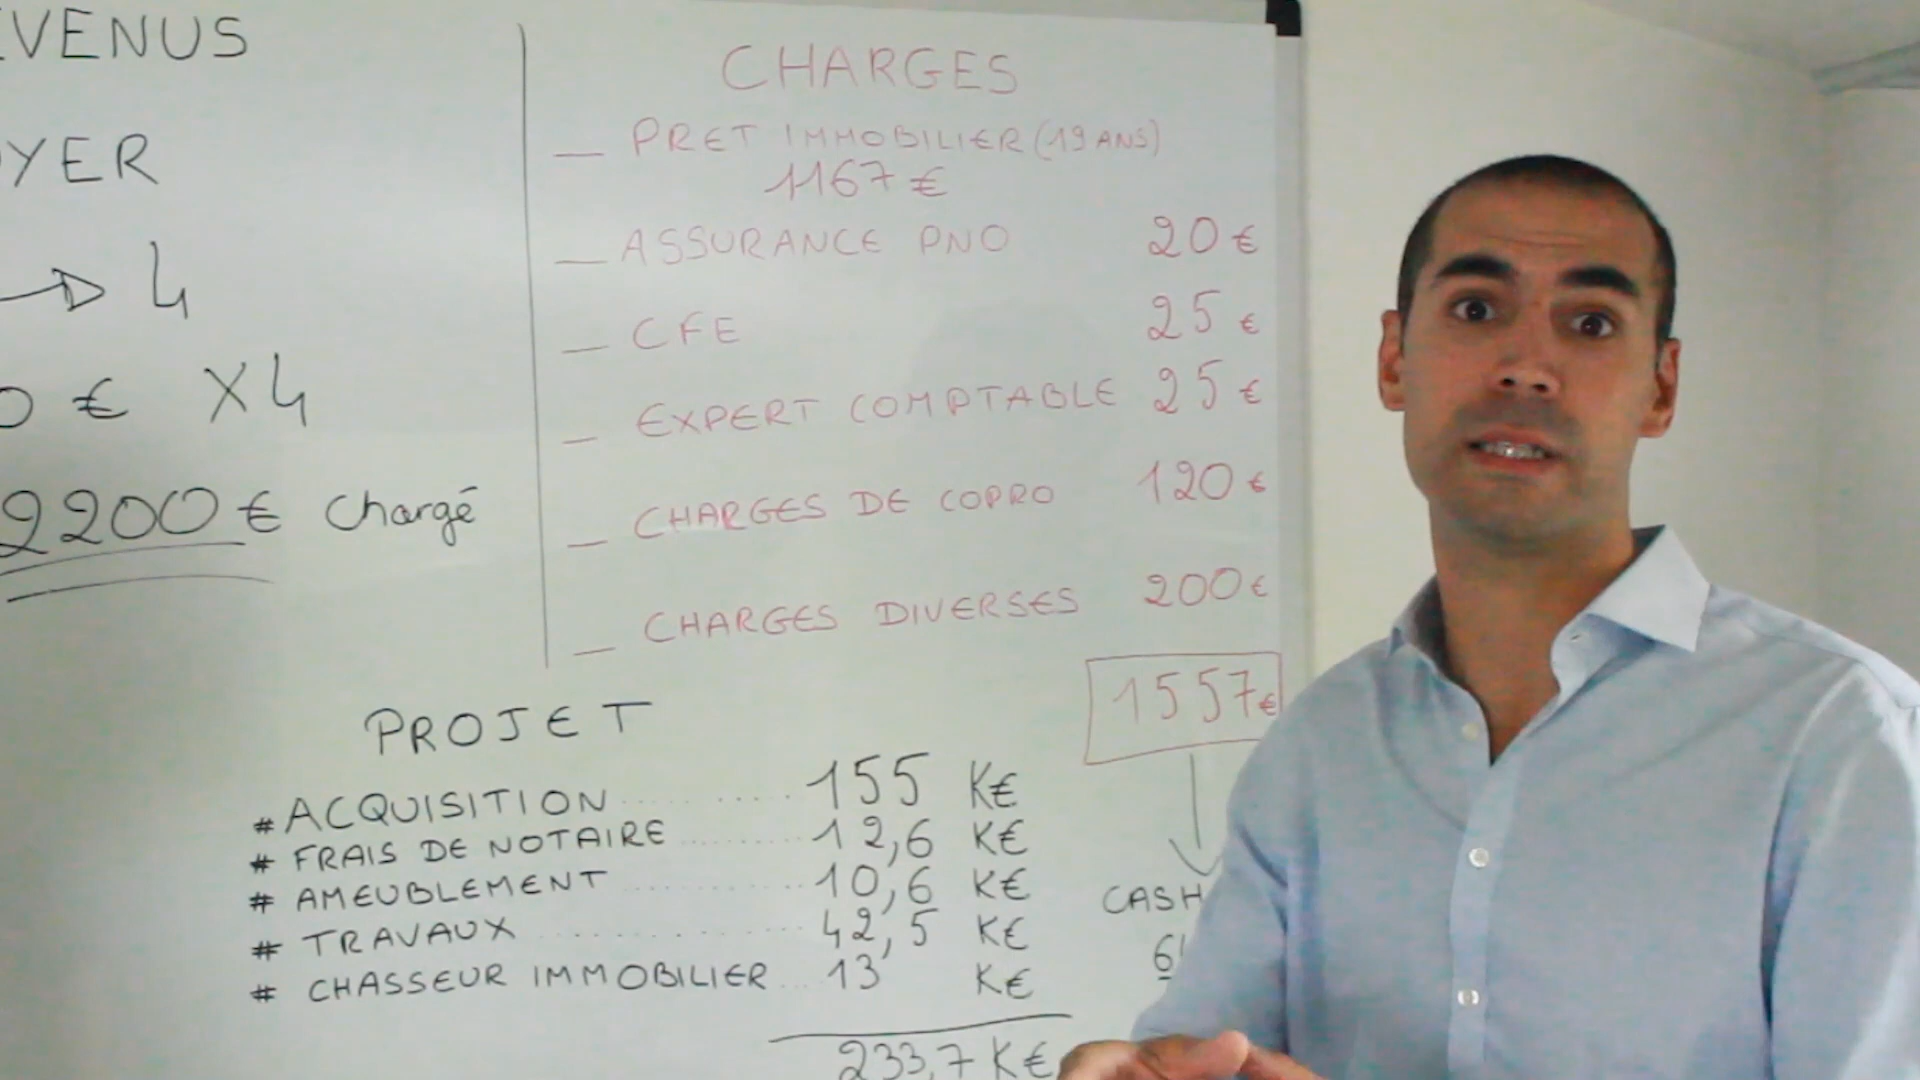 VENUS
YER
4
0 € X4
2200 € chargé
CHARGES
_ PRET IMMOBILIER (19 ANS)
1167 €
_ ASSURANCE PNO 20 €
_ CFE 25 €
_ EXPERT COMPTABLE 25 €
_ CHARGES DE COPRO 120 €
_ CHARGES DIVERSES 200 €
1557 €
PROJET
# ACQUISITION ........ 155 K€
# FRAIS DE NOTAIRE ........ 12,6 K€
# AMEUBLEMENT ........ 10,6 K€
# TRAVAUX ........ 42,5 K€
# CHASSEUR IMMOBILIER ... 13 K€
233,7 K€
CASH
6